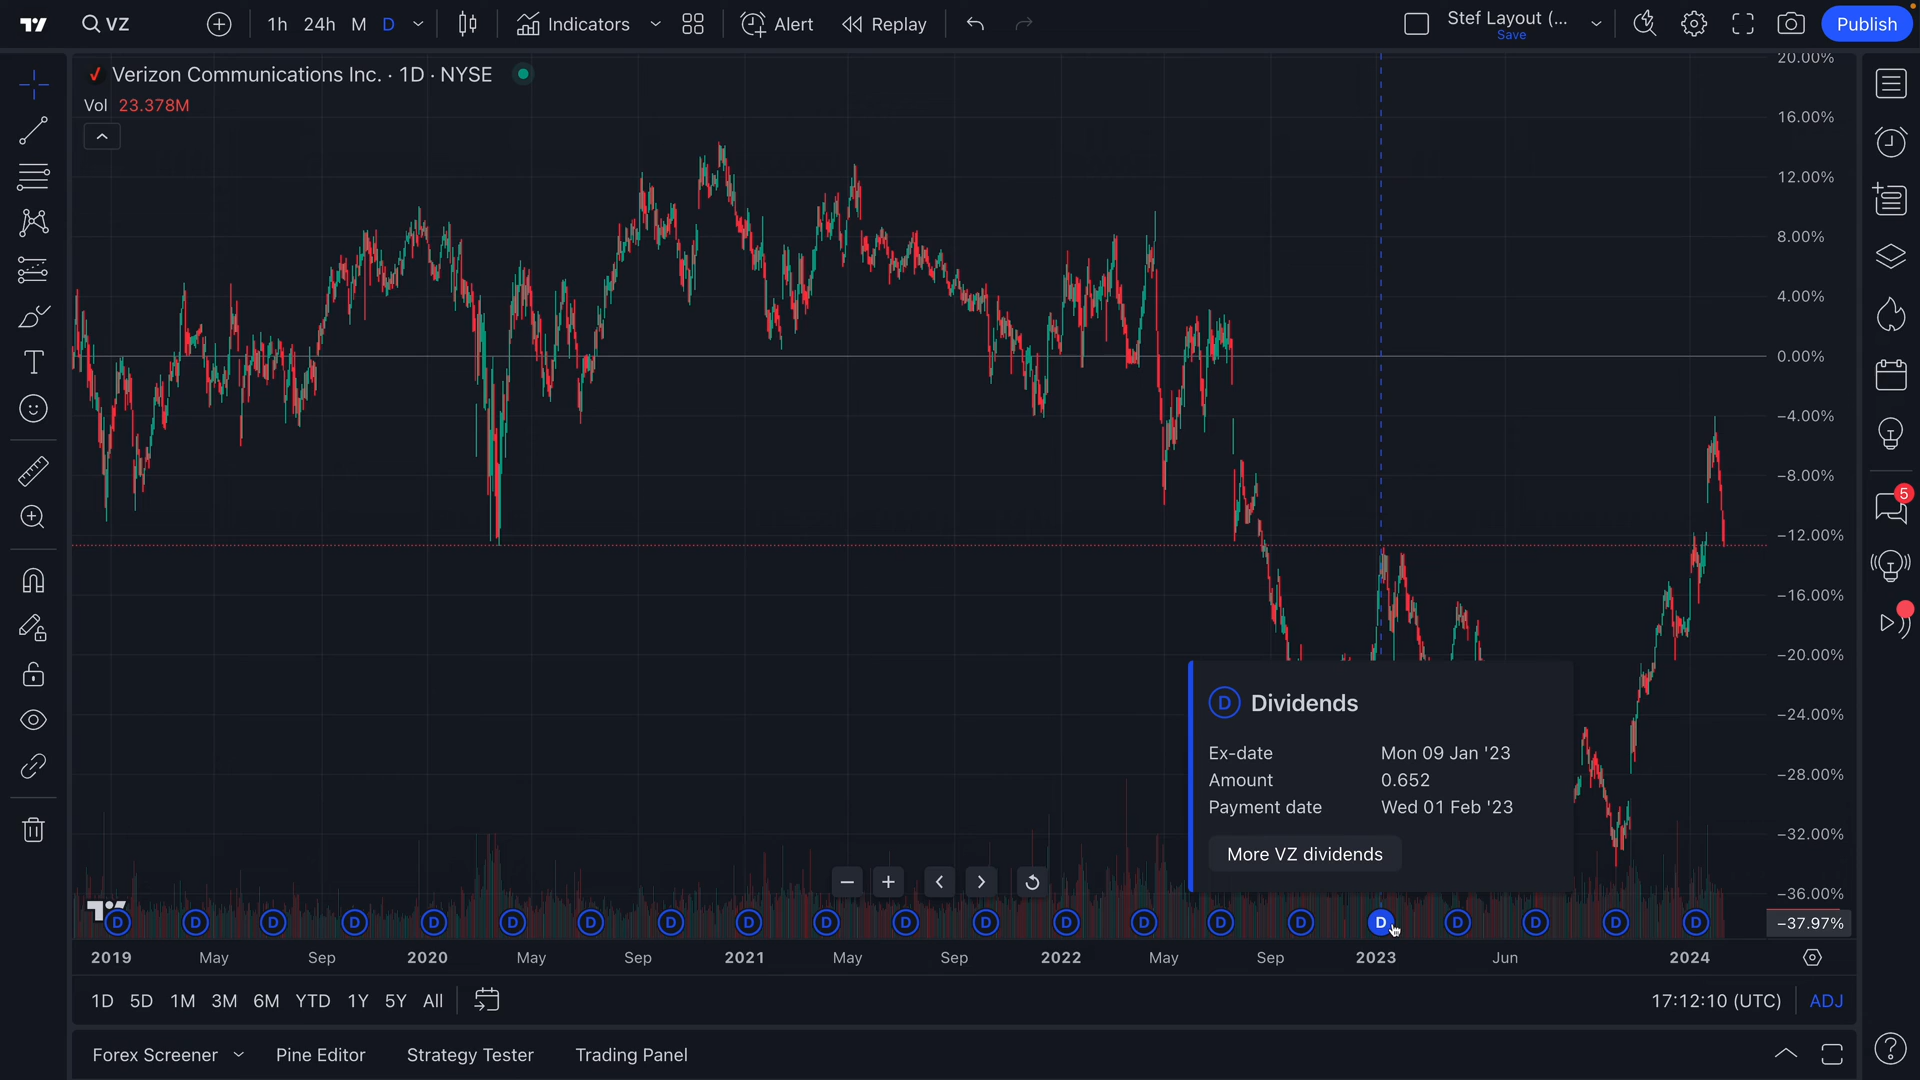 VZ
1h 24h M D
Indicators
Alert
Replay
Stef Layout (...
Save
Publish
Verizon Communications Inc. · 1D · NYSE
Vol 23.378M
20.00%
16.00%
12.00%
8.00%
4.00%
0.00%
−4.00%
−8.00%
−12.00%
−16.00%
−20.00%
−24.00%
−28.00%
−32.00%
−36.00%
−37.97%
5
D Dividends
Ex-date Mon 09 Jan '23
Amount 0.652
Payment date Wed 01 Feb '23
More VZ dividends
D D D D D D D D D D D D D D D D D D D D D
2019 May Sep 2020 May Sep 2021 May Sep 2022 May Sep 2023 Jun 2024
1D 5D 1M 3M 6M YTD 1Y 5Y All
17:12:10 (UTC) ADJ
Forex Screener Pine Editor Strategy Tester Trading Panel